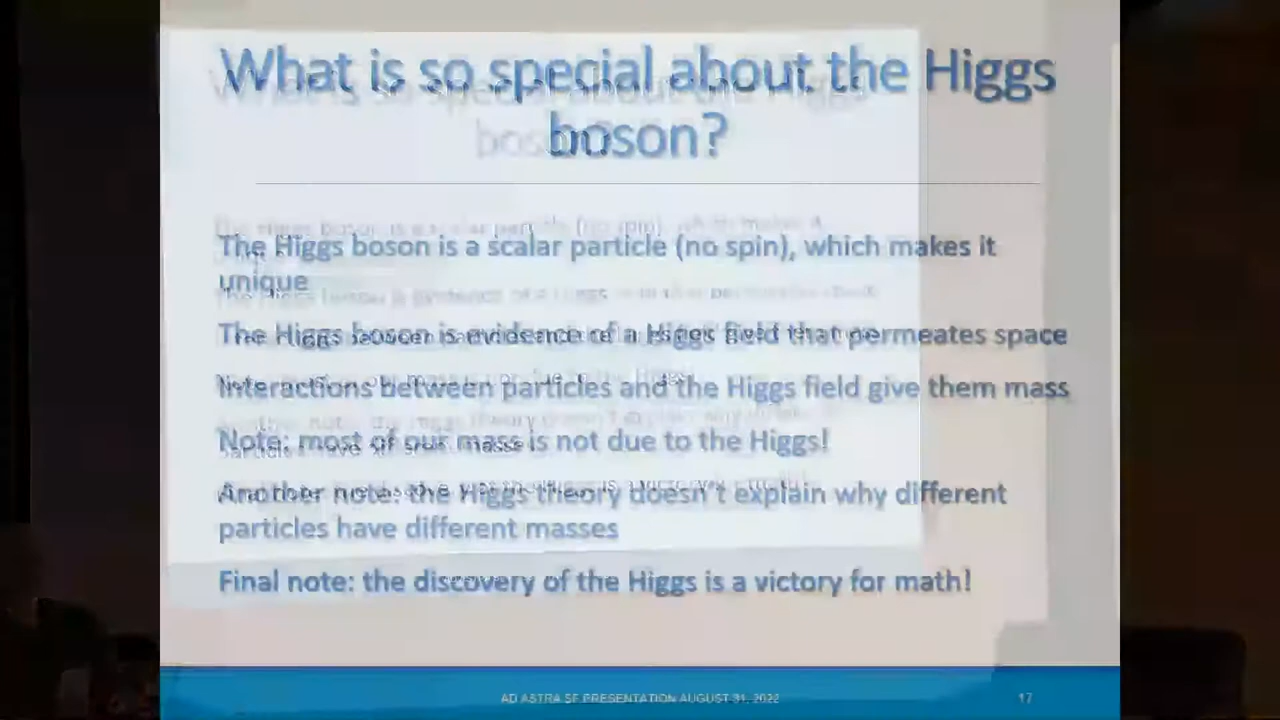 What is so special about the Higgs
boson?
The Higgs boson is a scalar particle (no spin), which makes it
unique
The Higgs boson is evidence of a Higgs field that permeates space
Interactions between particles and the Higgs field give them mass
Note: most of our mass is not due to the Higgs!
Another note: the Higgs theory doesn't explain why different
particles have different masses
Final note: the discovery of the Higgs is a victory for math!
AD ASTRA SF PRESENTATION AUGUST 31, 2022
17